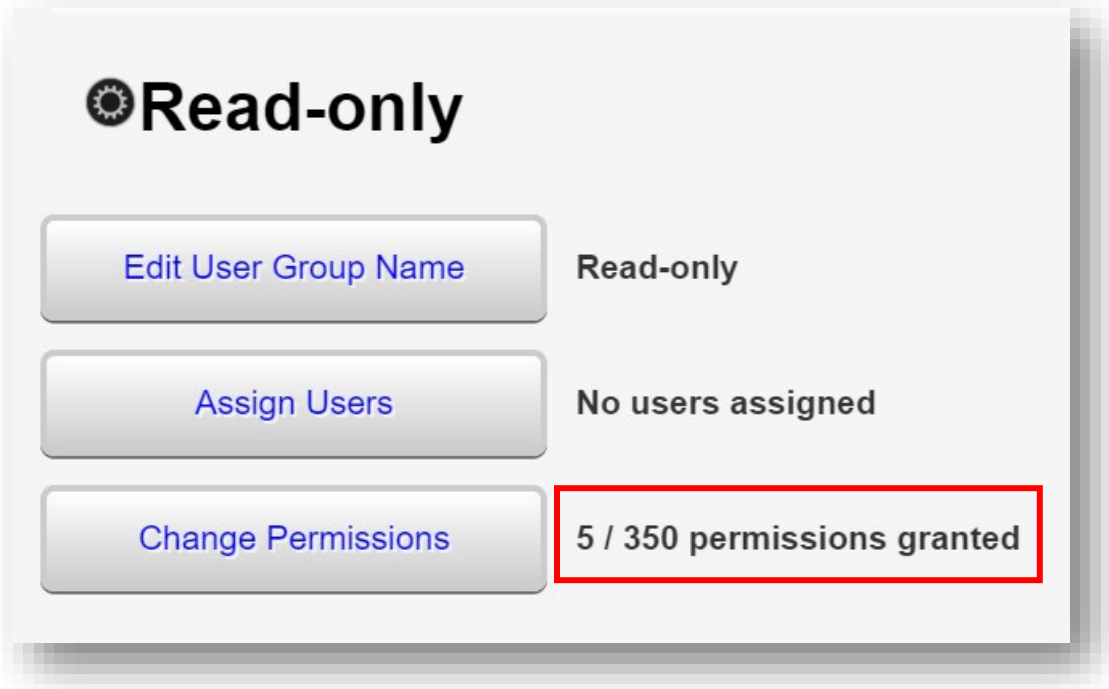 Read-only
Edit User Group Name Read-only
Assign Users No users assigned
Change Permissions 5 / 350 permissions granted